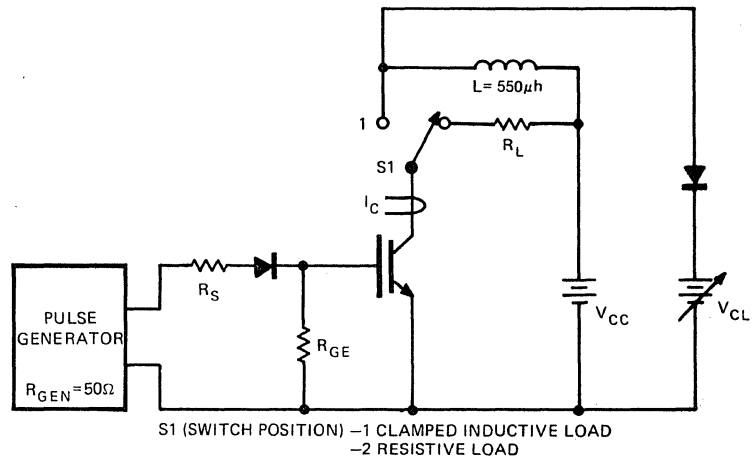 L = 550μh
1
R_L
S1
I_C
R_S
PULSE
GENERATOR
R_GEN = 50Ω
R_GE
V_CC
V_CL
S1 (SWITCH POSITION) –1 CLAMPED INDUCTIVE LOAD
–2 RESISTIVE LOAD